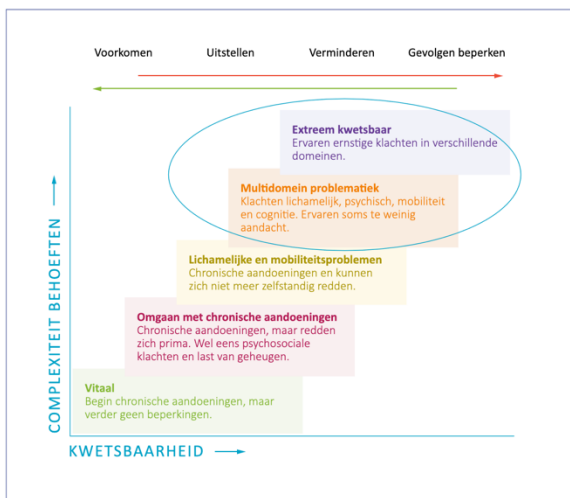 Voorkomen Uitstellen Verminderen Gevolgen beperken
Extreem kwetsbaar
Ervaren ernstige klachten in verschillende
domeinen.
Multidomein problematiek
Klachten lichamelijk, psychisch, mobiliteit
en cognitie. Ervaren soms te weinig
aandacht.
Lichamelijke en mobiliteitsproblemen
Chronische aandoeningen en kunnen
zich niet meer zelfstandig redden.
Omgaan met chronische aandoeningen
Chronische aandoeningen, maar redden
zich prima. Wel eens psychosociale
klachten en last van geheugen.
Vitaal
Begin chronische aandoeningen, maar
verder geen beperkingen.
COMPLEXITEIT BEHOEFTEN
KWETSBAARHEID